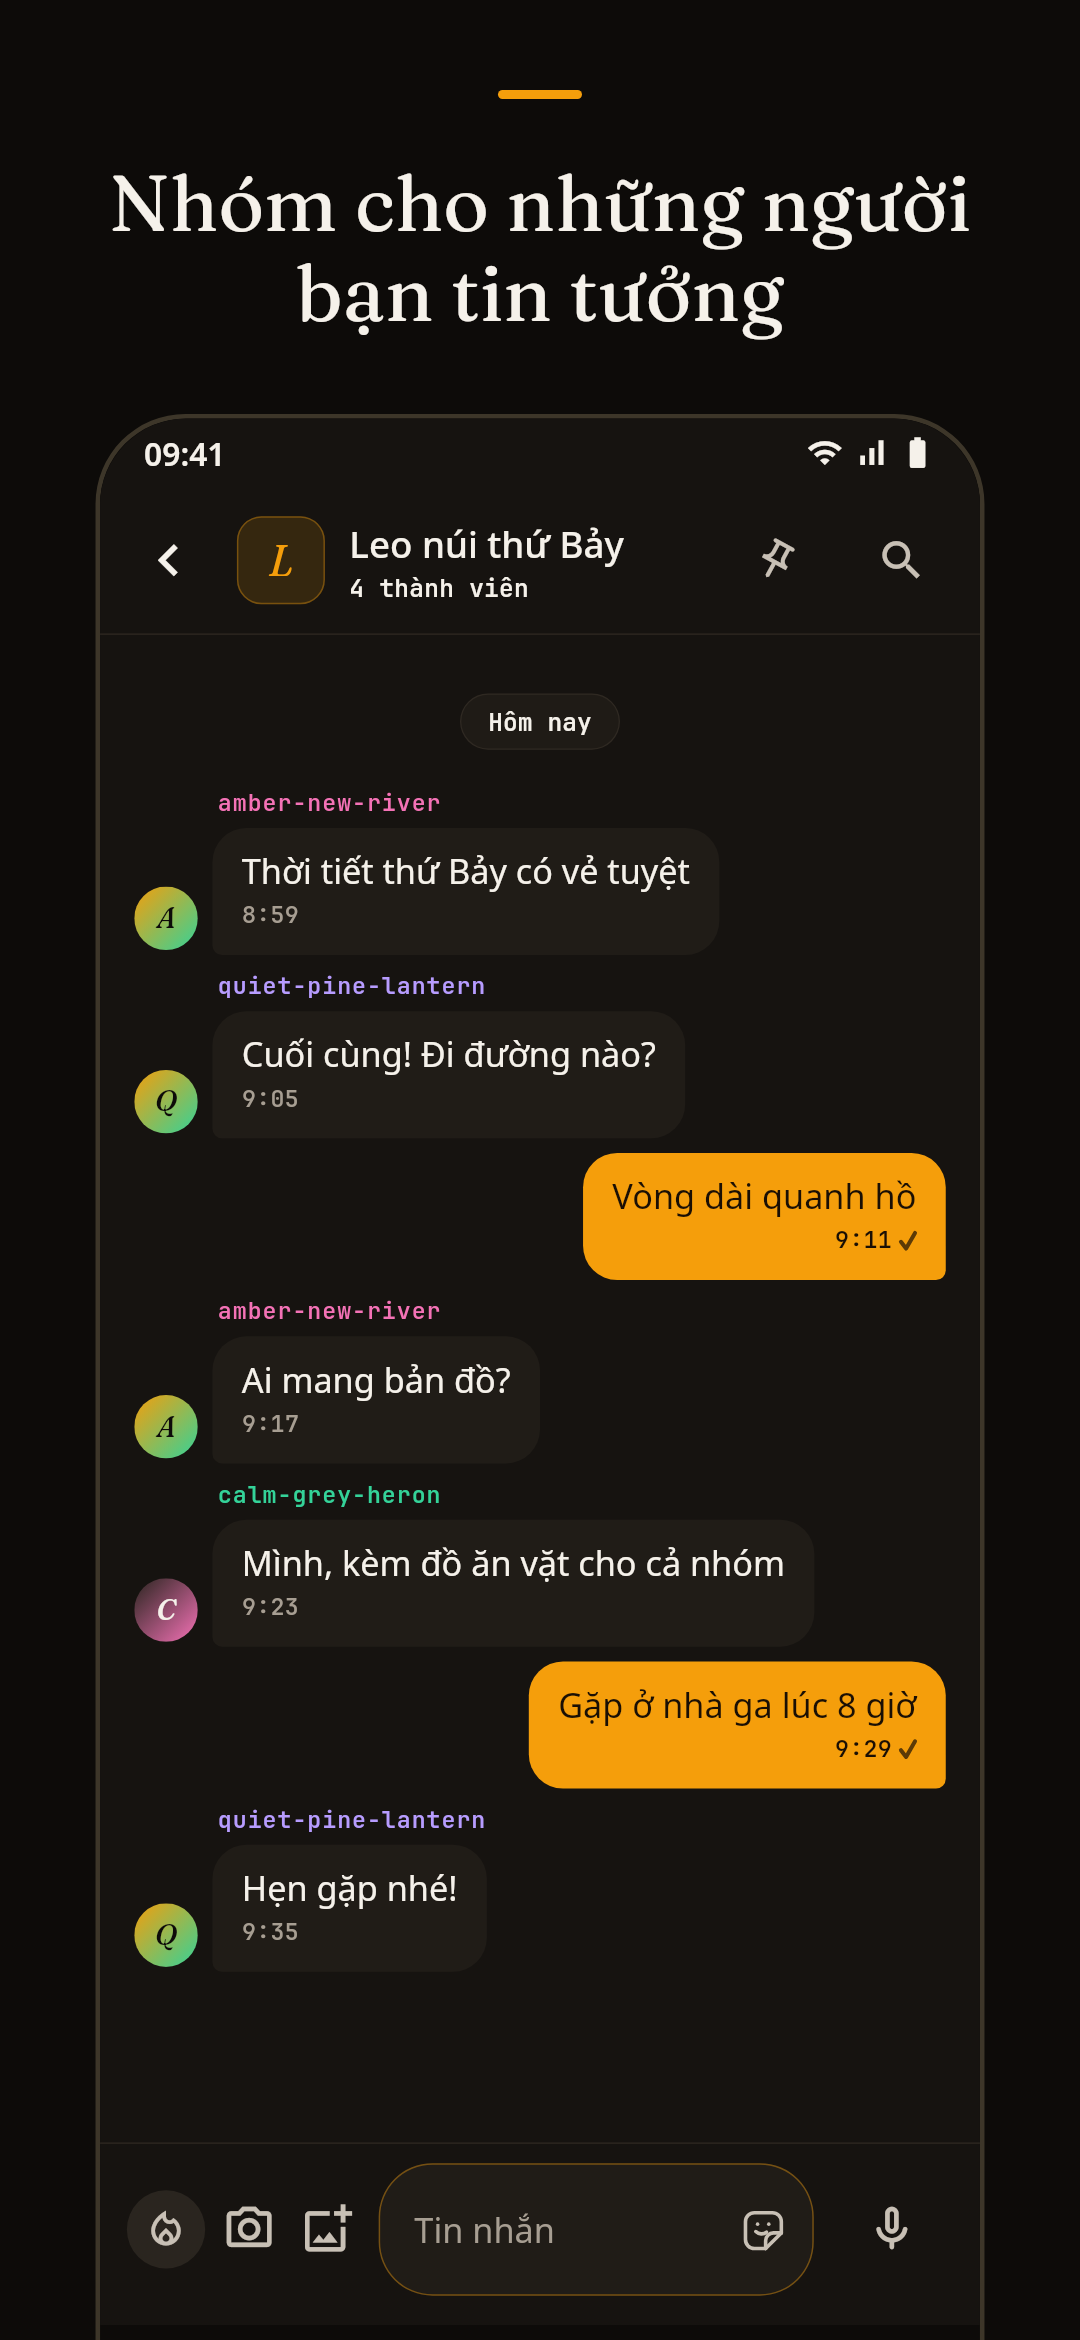 Nhóm cho những người
bạn tin tưởng
09:41
L
Leo núi thứ Bảy
4 thành viên
Hôm nay
amber-new-river
Thời tiết thứ Bảy có vẻ tuyệt
8:59
A
quiet-pine-lantern
Cuối cùng! Đi đường nào?
9:05
Q
Vòng dài quanh hồ
9:11
amber-new-river
Ai mang bản đồ?
9:17
A
calm-grey-heron
Mình, kèm đồ ăn vặt cho cả nhóm
9:23
C
Gặp ở nhà ga lúc 8 giờ
9:29
quiet-pine-lantern
Hẹn gặp nhé!
9:35
Q
Tin nhắn